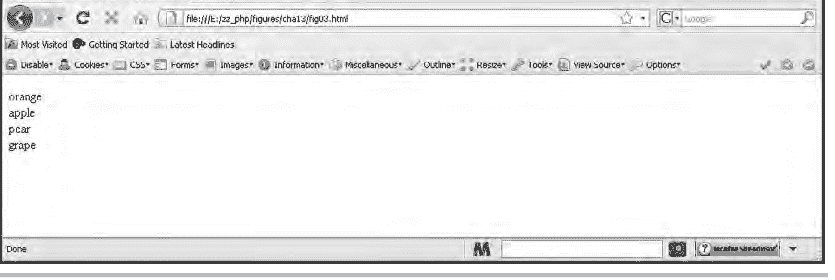 file:///E:/zz_php/figures/cha13/fig03.html
Google
Most Visited Getting Started Latest Headlines
Disable Cookies CSS Forms Images Information Miscellaneous Outline Resize Tools View Source Options
orange
apple
pear
grape
Done